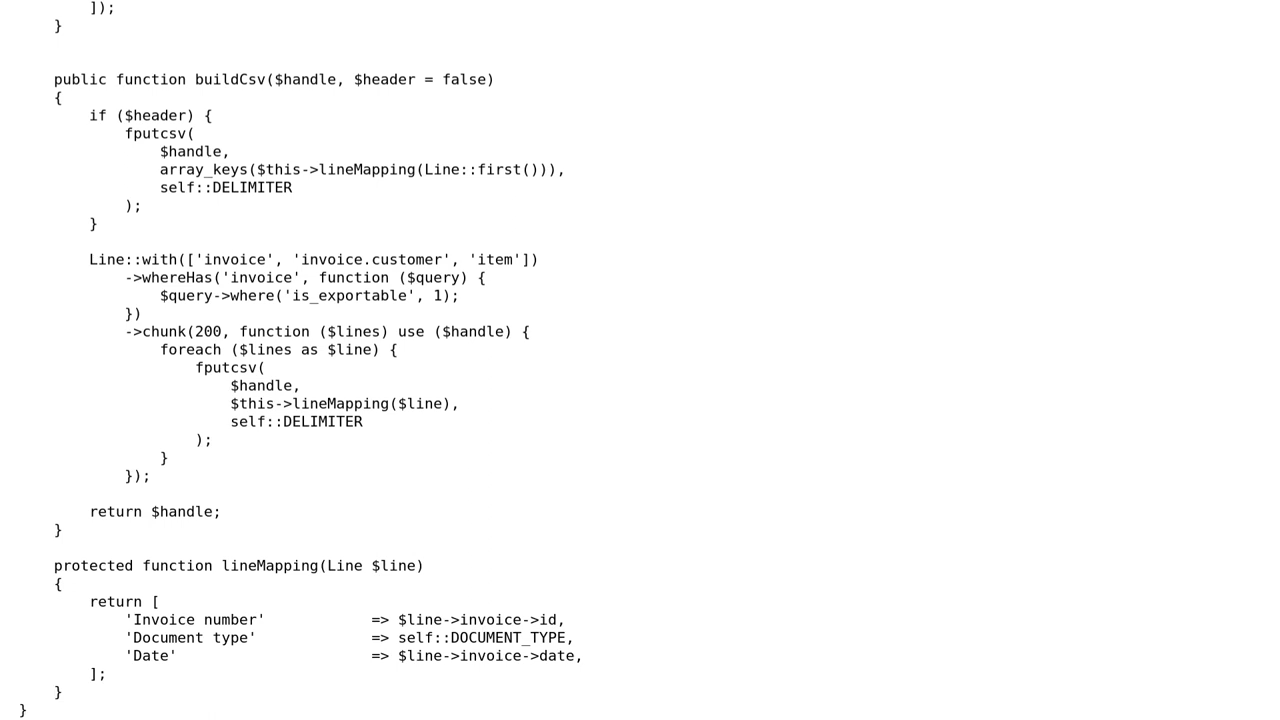 ]);
    }


    public function buildCsv($handle, $header = false)
    {
        if ($header) {
            fputcsv(
                $handle,
                array_keys($this->lineMapping(Line::first())),
                self::DELIMITER
            );
        }

        Line::with(['invoice', 'invoice.customer', 'item'])
            ->whereHas('invoice', function ($query) {
                $query->where('is_exportable', 1);
            })
            ->chunk(200, function ($lines) use ($handle) {
                foreach ($lines as $line) {
                    fputcsv(
                        $handle,
                        $this->lineMapping($line),
                        self::DELIMITER
                    );
                }
            });

        return $handle;
    }

    protected function lineMapping(Line $line)
    {
        return [
            'Invoice number'            => $line->invoice->id,
            'Document type'             => self::DOCUMENT_TYPE,
            'Date'                      => $line->invoice->date,
        ];
    }
}